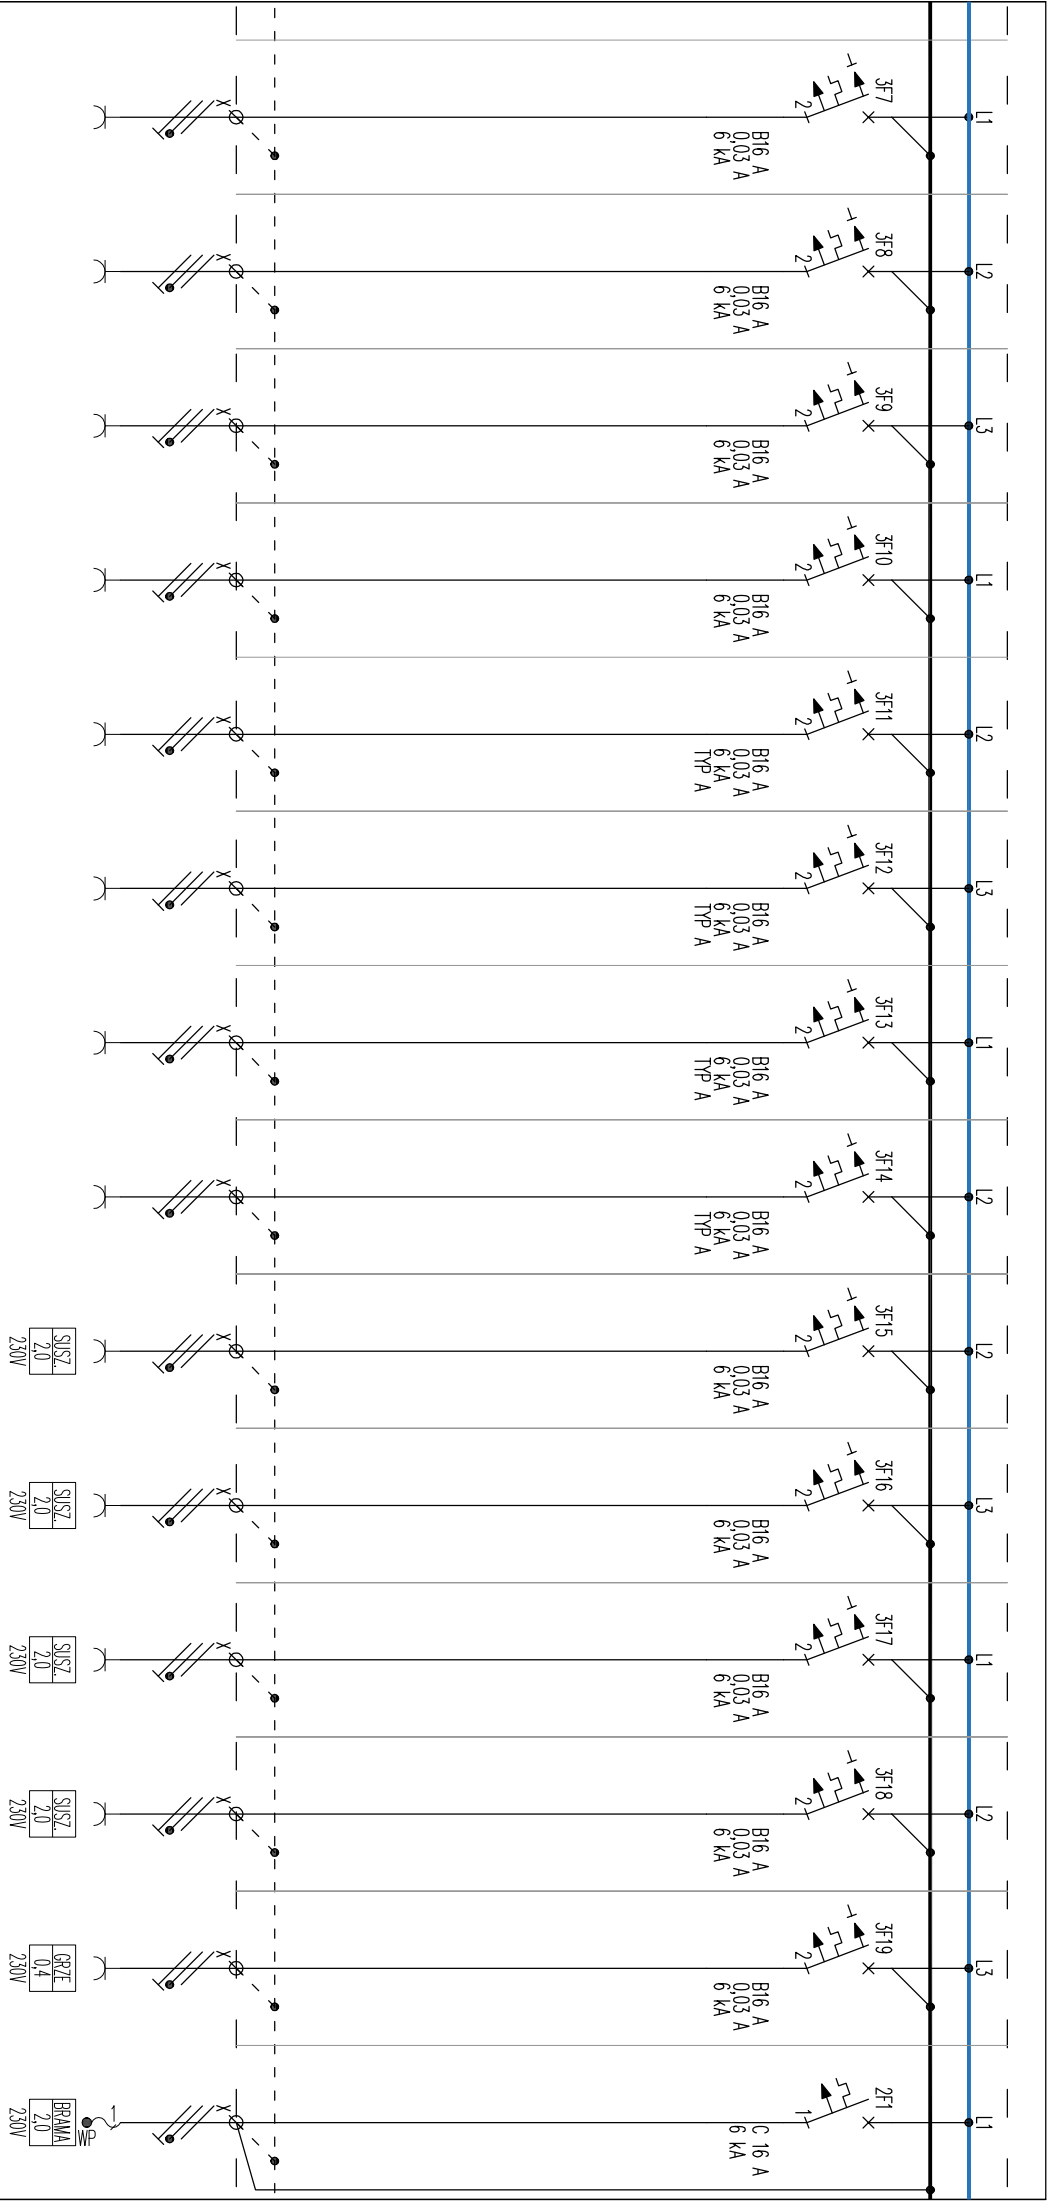 L1
3F7
2
B16 A
0,03 A
6 kA
L2
3F8
2
B16 A
0,03 A
6 kA
L3
3F9
2
B16 A
0,03 A
6 kA
L1
3F10
2
B16 A
0,03 A
6 kA
L2
3F11
2
B16 A
0,03 A
6 kA
TYP A
L3
3F12
2
B16 A
0,03 A
6 kA
TYP A
L1
3F13
2
B16 A
0,03 A
6 kA
TYP A
L2
3F14
2
B16 A
0,03 A
6 kA
TYP A
L2
3F15
2
B16 A
0,03 A
6 kA
SUSZ.
2,0
230V
L3
3F16
2
B16 A
0,03 A
6 kA
SUSZ.
2,0
230V
L1
3F17
2
B16 A
0,03 A
6 kA
SUSZ.
2,0
230V
L2
3F18
2
B16 A
0,03 A
6 kA
SUSZ.
2,0
230V
L3
3F19
2
B16 A
0,03 A
6 kA
GRZE
0,4
230V
L1
2F1
1
C 16 A
6 kA
1
WP
BRAMA
2,0
230V